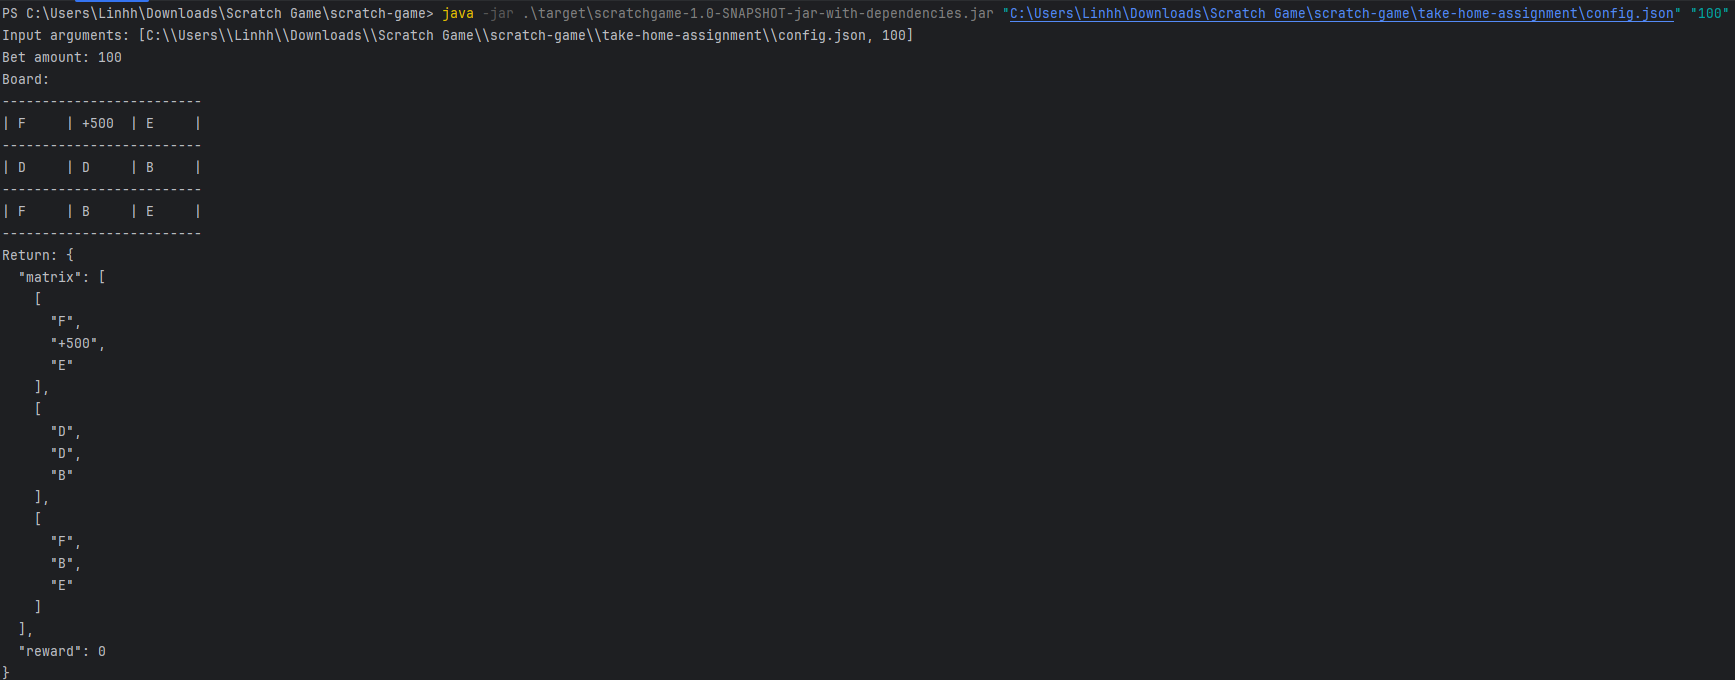 PS C:\Users\Linhh\Downloads\Scratch Game\scratch-game> java -jar .\target\scratchgame-1.0-SNAPSHOT-jar-with-dependencies.jar "C:\Users\Linhh\Downloads\Scratch Game\scratch-game\take-home-assignment\config.json" "100"
Input arguments: [C:\\Users\\Linhh\\Downloads\\Scratch Game\\scratch-game\\take-home-assignment\\config.json, 100]
Bet amount: 100
Board:
-------------------------
| F     | +500  | E     |
-------------------------
| D     | D     | B     |
-------------------------
| F     | B     | E     |
-------------------------
Return: {
  "matrix": [
    [
      "F",
      "+500",
      "E"
    ],
    [
      "D",
      "D",
      "B"
    ],
    [
      "F",
      "B",
      "E"
    ]
  ],
  "reward": 0
}